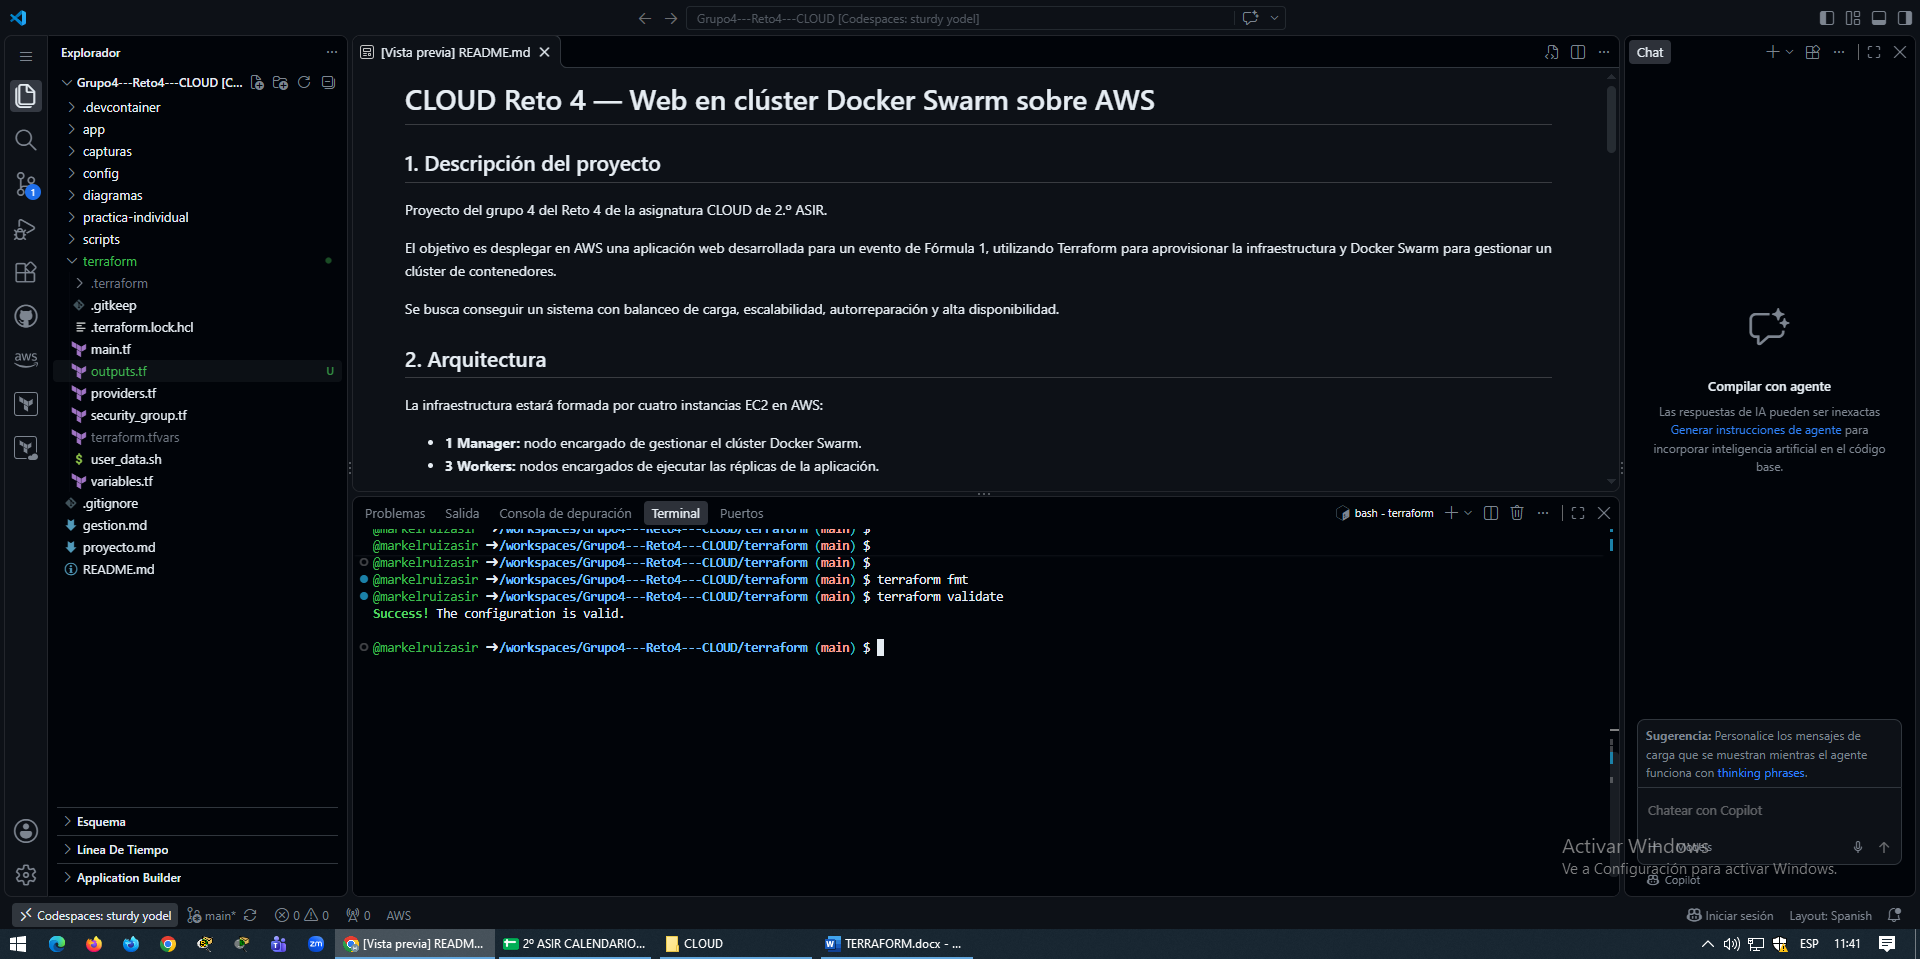 Grupo4---Reto4---CLOUD [Codespaces: sturdy yodel]
Explorador
Grupo4---Reto4---CLOUD [C...
.devcontainer
app
capturas
config
diagramas
practica-individual
scripts
terraform
.terraform
.gitkeep
.terraform.lock.hcl
main.tf
outputs.tf U
providers.tf
security_group.tf
terraform.tfvars
user_data.sh
variables.tf
.gitignore
gestion.md
proyecto.md
README.md
Esquema
Línea De Tiempo
Application Builder
1
aws
[Vista previa] README.md
CLOUD Reto 4 — Web en clúster Docker Swarm sobre AWS
1. Descripción del proyecto
Proyecto del grupo 4 del Reto 4 de la asignatura CLOUD de 2.º ASIR.
El objetivo es desplegar en AWS una aplicación web desarrollada para un evento de Fórmula 1, utilizando Terraform para aprovisionar la infraestructura y Docker Swarm para gestionar un
clúster de contenedores.
Se busca conseguir un sistema con balanceo de carga, escalabilidad, autorreparación y alta disponibilidad.
2. Arquitectura
La infraestructura estará formada por cuatro instancias EC2 en AWS:
• 1 Manager: nodo encargado de gestionar el clúster Docker Swarm.
• 3 Workers: nodos encargados de ejecutar las réplicas de la aplicación.
Problemas Salida Consola de depuración Terminal Puertos
bash - terraform
@markelruizasir ➜/workspaces/Grupo4---Reto4---CLOUD/terraform (main) $
@markelruizasir ➜/workspaces/Grupo4---Reto4---CLOUD/terraform (main) $
@markelruizasir ➜/workspaces/Grupo4---Reto4---CLOUD/terraform (main) $
@markelruizasir ➜/workspaces/Grupo4---Reto4---CLOUD/terraform (main) $ terraform fmt
@markelruizasir ➜/workspaces/Grupo4---Reto4---CLOUD/terraform (main) $ terraform validate
Success! The configuration is valid.
@markelruizasir ➜/workspaces/Grupo4---Reto4---CLOUD/terraform (main) $
Chat
Compilar con agente
Las respuestas de IA pueden ser inexactas
Generar instrucciones de agente para
incorporar inteligencia artificial en el código
base.
Sugerencia: Personalice los mensajes de
carga que se muestran mientras el agente
funciona con thinking phrases.
Chatear con Copilot
Copilot
Activar Windows
Ve a Configuración para activar Windows.
Codespaces: sturdy yodel main* 0 0 0 AWS
Iniciar sesión Layout: Spanish
zm
[Vista previa] READM...
2º ASIR CALENDARIO...
CLOUD
TERRAFORM.docx - ...
ESP 11:41